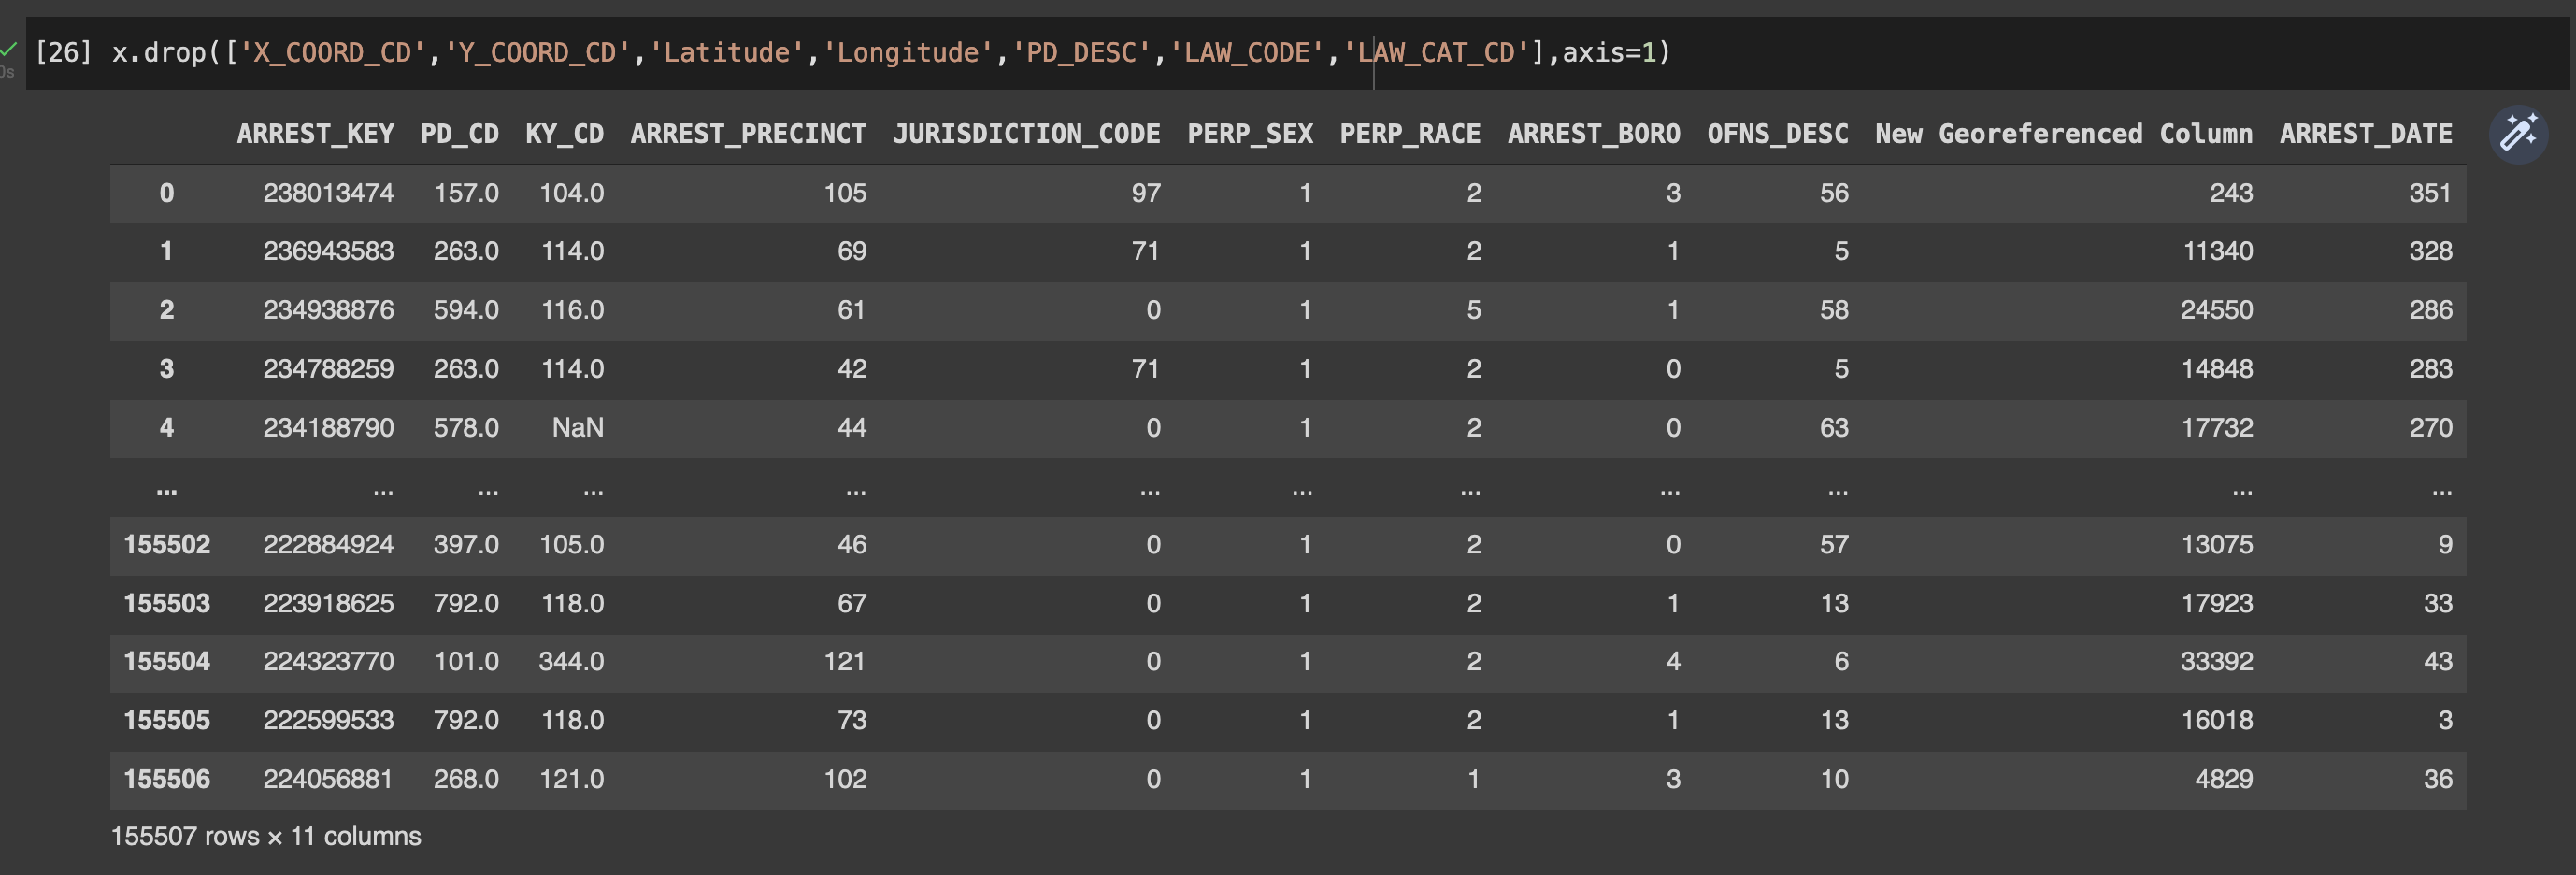 [26] x.drop(['X_COORD_CD','Y_COORD_CD','Latitude','Longitude','PD_DESC','LAW_CODE','LAW_CAT_CD'],axis=1)
0s
ARREST_KEY PD_CD KY_CD ARREST_PRECINCT JURISDICTION_CODE PERP_SEX PERP_RACE ARREST_BORO OFNS_DESC New Georeferenced Column ARREST_DATE
0 238013474 157.0 104.0 105 97 1 2 3 56 243 351
1 236943583 263.0 114.0 69 71 1 2 1 5 11340 328
2 234938876 594.0 116.0 61 0 1 5 1 58 24550 286
3 234788259 263.0 114.0 42 71 1 2 0 5 14848 283
4 234188790 578.0 NaN 44 0 1 2 0 63 17732 270
... ... ... ... ... ... ... ... ... ... ... ...
155502 222884924 397.0 105.0 46 0 1 2 0 57 13075 9
155503 223918625 792.0 118.0 67 0 1 2 1 13 17923 33
155504 224323770 101.0 344.0 121 0 1 2 4 6 33392 43
155505 222599533 792.0 118.0 73 0 1 2 1 13 16018 3
155506 224056881 268.0 121.0 102 0 1 1 3 10 4829 36
155507 rows × 11 columns